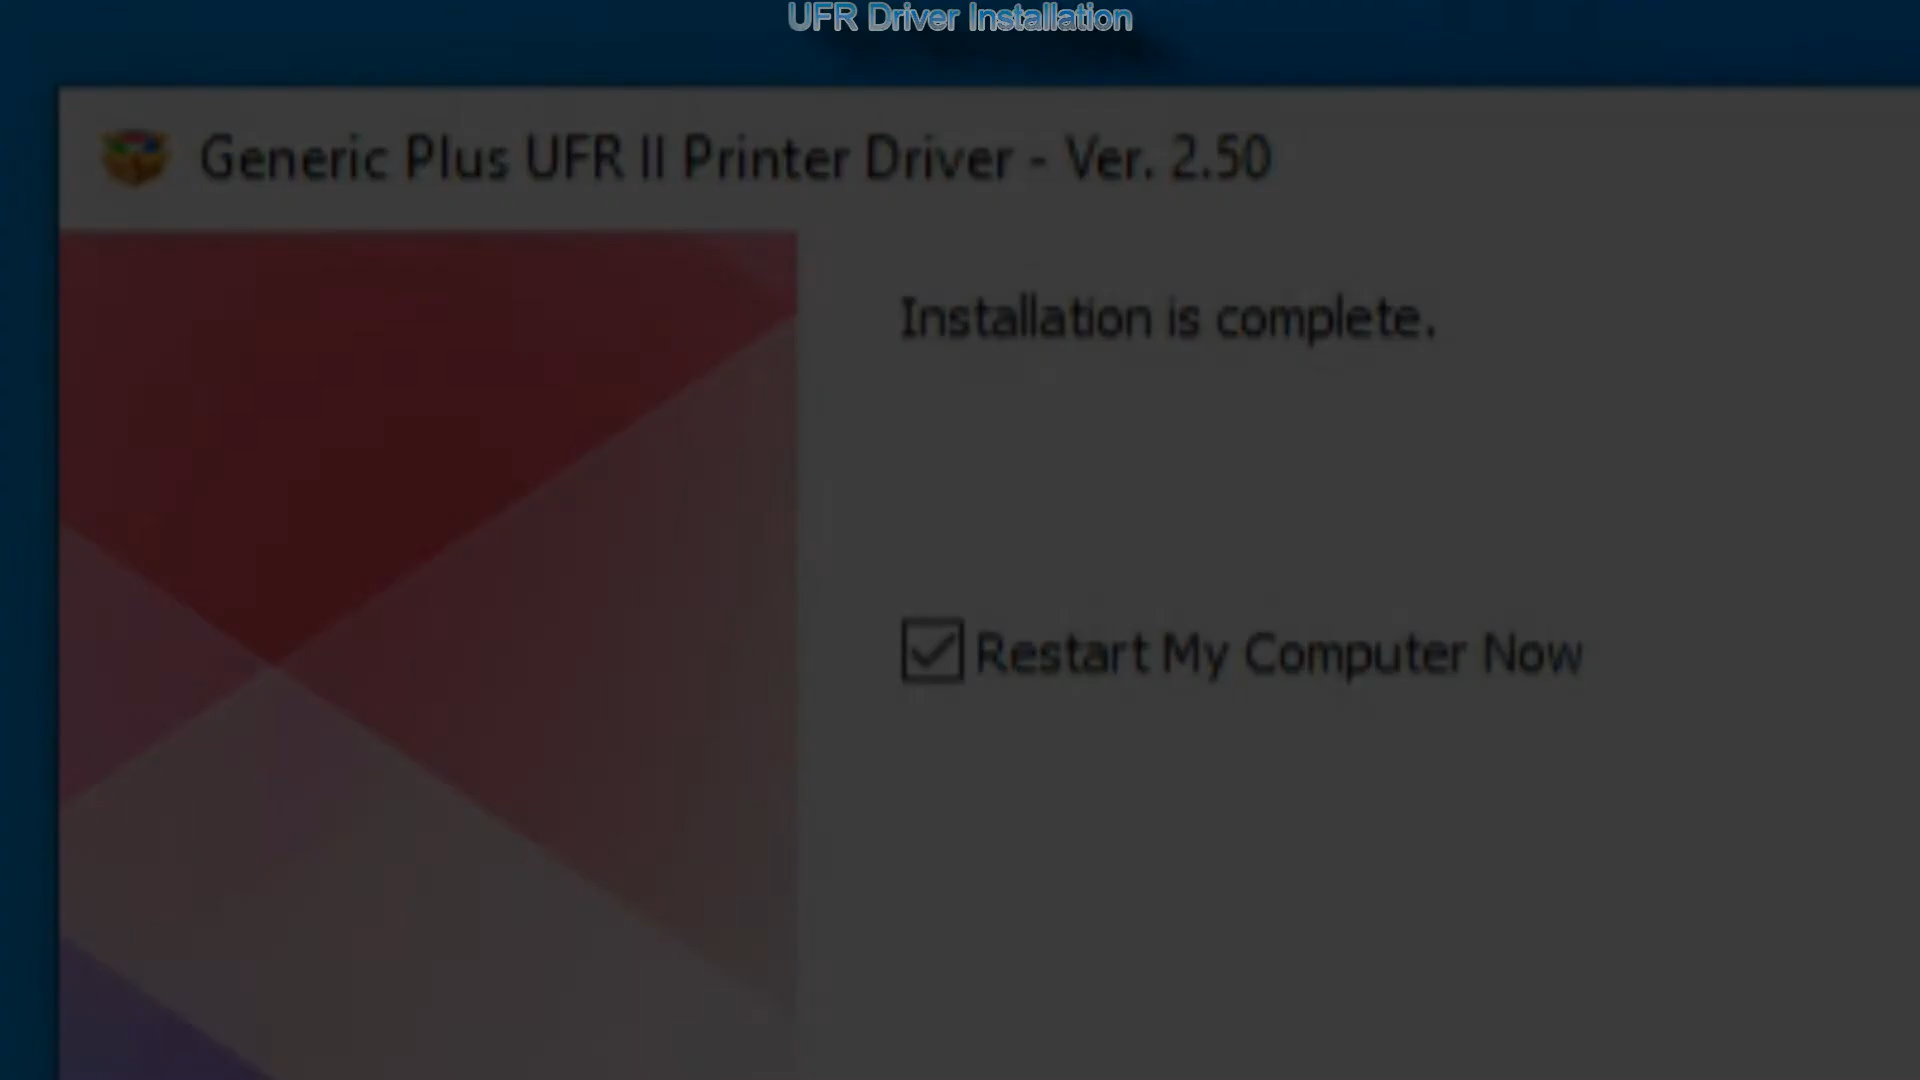 UFR Driver Installation
Generic Plus UFR II Printer Driver - Ver. 2.50
Installation is complete.
Restart My Computer Now